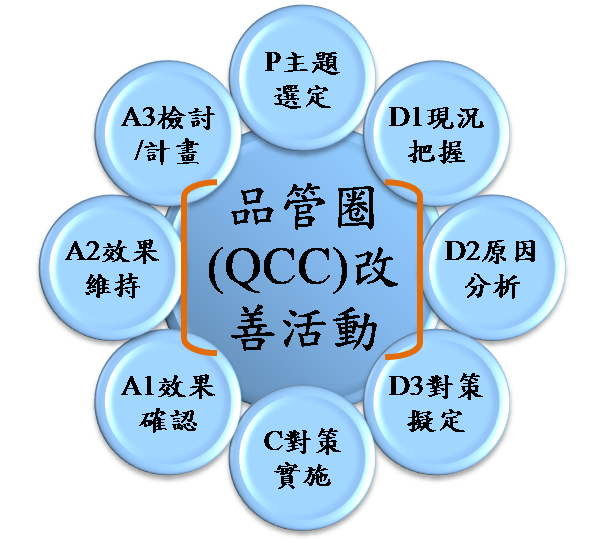 P主題
選定
D1現況
把握
D2原因
分析
D3對策
擬定
C對策
實施
A1效果
確認
A2效果
維持
A3檢討
/計畫
品管圈
(QCC)改
善活動